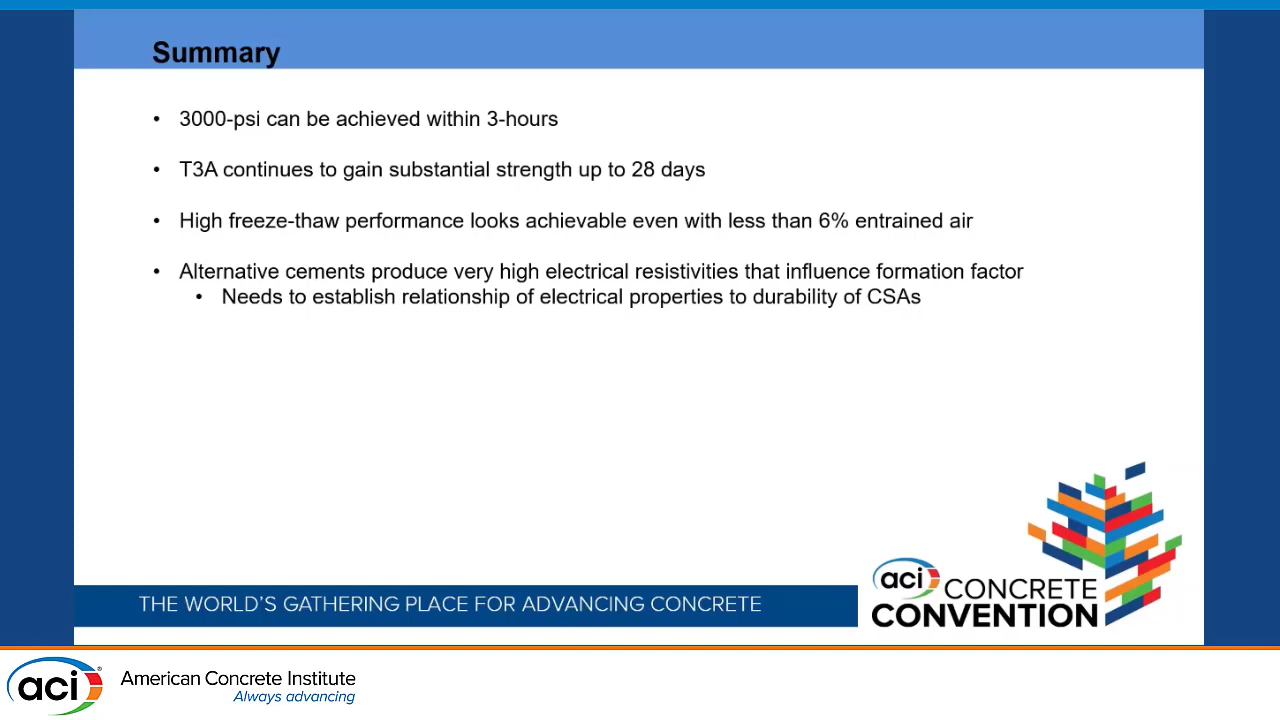 Summary
• 3000-psi can be achieved within 3-hours
• T3A continues to gain substantial strength up to 28 days
• High freeze-thaw performance looks achievable even with less than 6% entrained air
• Alternative cements produce very high electrical resistivities that influence formation factor
• Needs to establish relationship of electrical properties to durability of CSAs
THE WORLD'S GATHERING PLACE FOR ADVANCING CONCRETE
aci CONCRETE
CONVENTION
aci®
American Concrete Institute
Always advancing